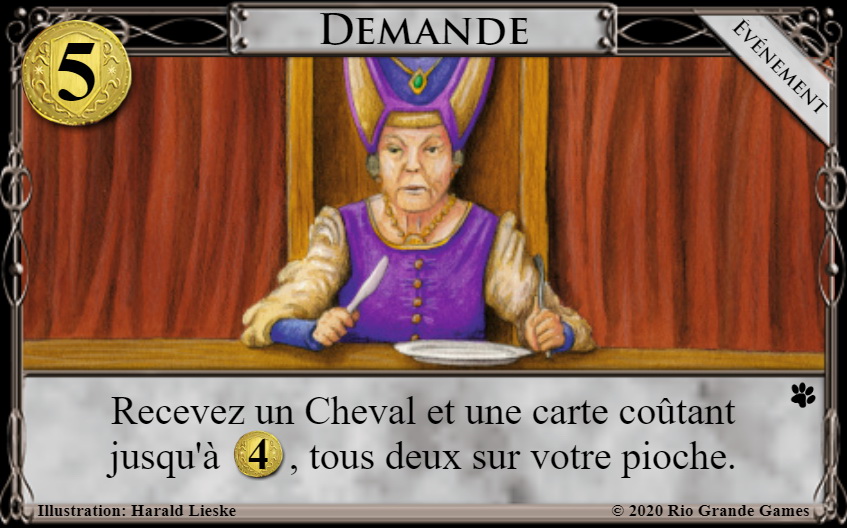 5
DEMANDE
ÉVÉNEMENT
Recevez un Cheval et une carte coûtant
jusqu'à 4, tous deux sur votre pioche.
Illustration: Harald Lieske
© 2020 Rio Grande Games